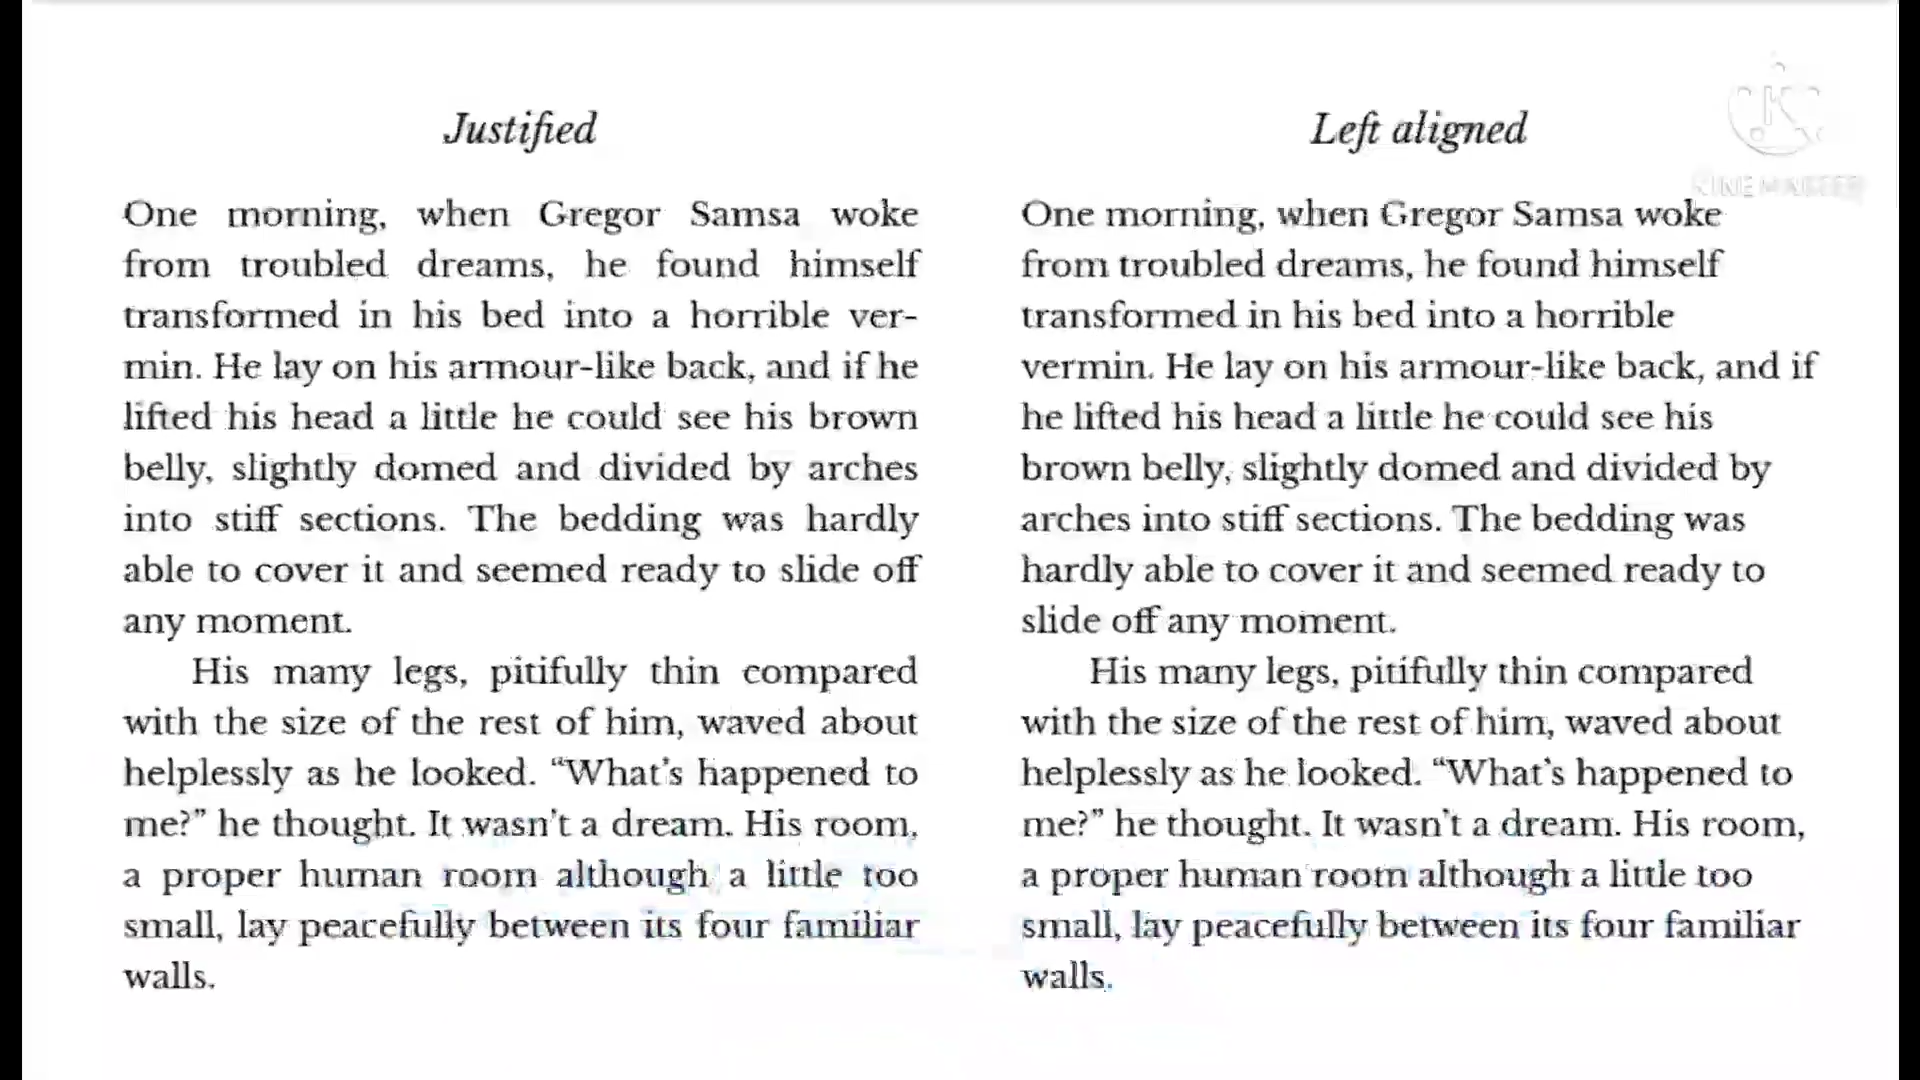 Justified
One morning, when Gregor Samsa woke
from troubled dreams, he found himself
transformed in his bed into a horrible ver-
min. He lay on his armour-like back, and if he
lifted his head a little he could see his brown
belly, slightly domed and divided by arches
into stiff sections. The bedding was hardly
able to cover it and seemed ready to slide off
any moment.
His many legs, pitifully thin compared
with the size of the rest of him, waved about
helplessly as he looked. “What’s happened to
me?” he thought. It wasn’t a dream. His room,
a proper human room although a little too
small, lay peacefully between its four familiar
walls.
Left aligned
One morning, when Gregor Samsa woke
from troubled dreams, he found himself
transformed in his bed into a horrible
vermin. He lay on his armour-like back, and if
he lifted his head a little he could see his
brown belly, slightly domed and divided by
arches into stiff sections. The bedding was
hardly able to cover it and seemed ready to
slide off any moment.
His many legs, pitifully thin compared
with the size of the rest of him, waved about
helplessly as he looked. “What’s happened to
me?” he thought. It wasn’t a dream. His room,
a proper human room although a little too
small, lay peacefully between its four familiar
walls.
K
KINEMASTER